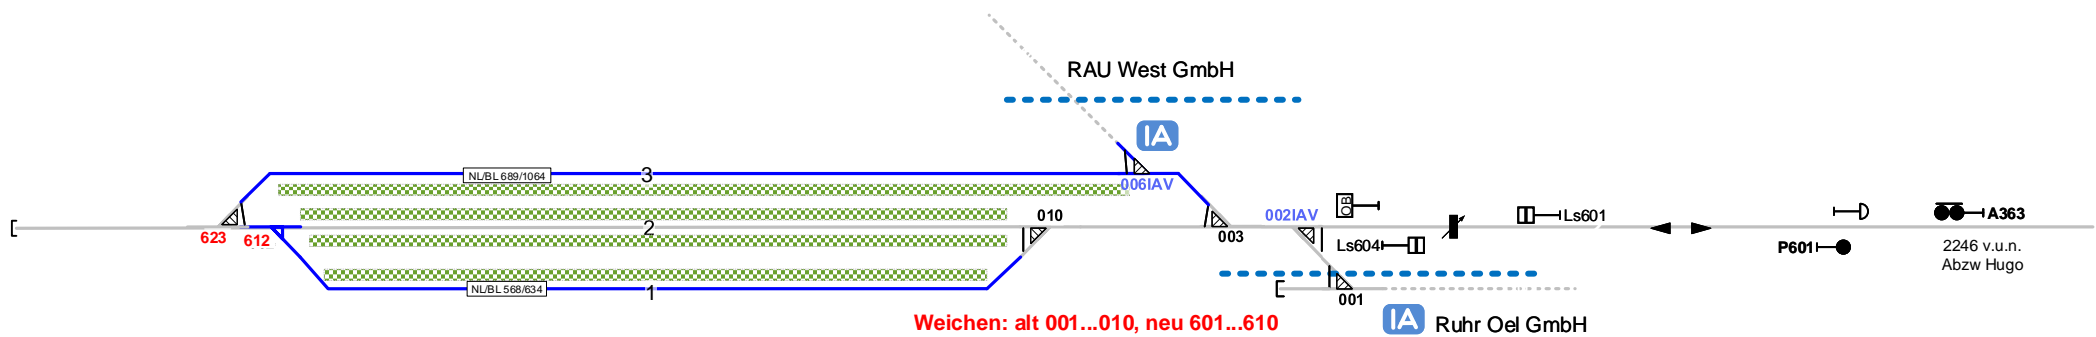 RAU West GmbH
IA
NL/BL 689/1064
3
006IAV
010
002IAV
OB
Ls601
A363
623
612
2
003
Ls604
P601
2246 v.u.n.
Abzw Hugo
NL/BL 568/634
1
001
Weichen: alt 001...010, neu 601...610
IA
Ruhr Oel GmbH